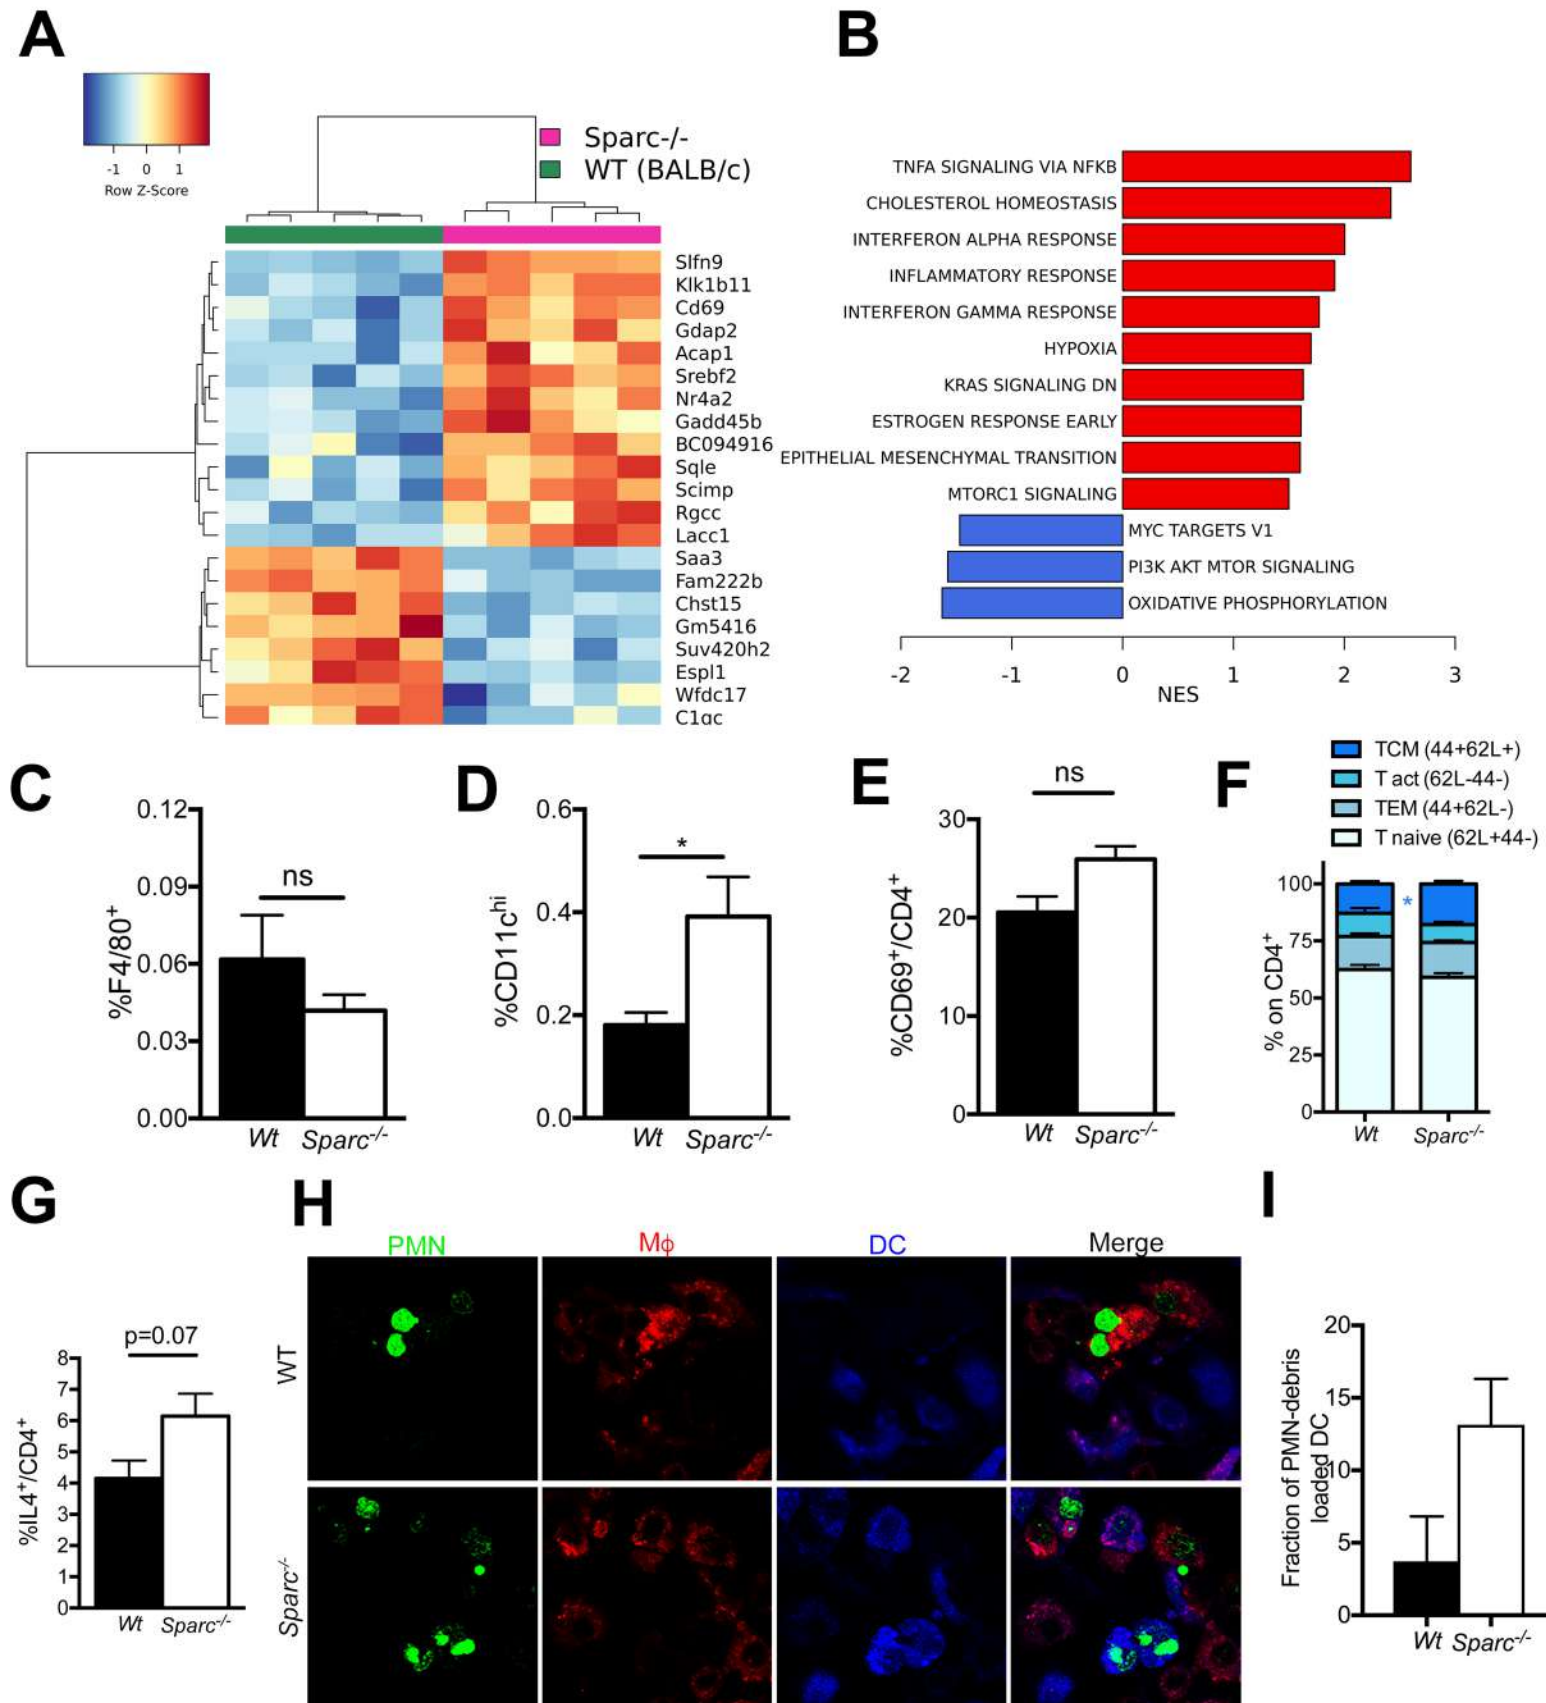 A
-1 0 1
Row Z-Score
Sparc-/-
WT (BALB/c)
Slfn9
Klk1b11
Cd69
Gdap2
Acap1
Srebf2
Nr4a2
Gadd45b
BC094916
Sqle
Scimp
Rgcc
Lacc1
Saa3
Fam222b
Chst15
Gm5416
Suv420h2
Espl1
Wfdc17
C1qc
B
TNFA SIGNALING VIA NFKB
CHOLESTEROL HOMEOSTASIS
INTERFERON ALPHA RESPONSE
INFLAMMATORY RESPONSE
INTERFERON GAMMA RESPONSE
HYPOXIA
KRAS SIGNALING DN
ESTROGEN RESPONSE EARLY
EPITHELIAL MESENCHYMAL TRANSITION
MTORC1 SIGNALING
MYC TARGETS V1
PI3K AKT MTOR SIGNALING
OXIDATIVE PHOSPHORYLATION
-2 -1 0 1 2 3
NES
C
%F4/80+
0.12
0.09
0.06
0.03
0.00
ns
Wt Sparc-/-
D
%CD11chi
0.6
0.4
0.2
0.0
*
Wt Sparc-/-
E
%CD69+/CD4+
30
20
10
0
ns
Wt Sparc-/-
F
TCM (44+62L+)
T act (62L-44-)
TEM (44+62L-)
T naive (62L+44-)
% on CD4+
100
75
50
25
0
*
Wt Sparc-/-
G
%IL4+/CD4+
8
7
6
5
4
3
2
1
0
p=0.07
Wt Sparc-/-
H
PMN Mϕ DC Merge
WT
Sparc-/-
I
Fraction of PMN-debris
loaded DC
20
15
10
5
0
Wt Sparc-/-